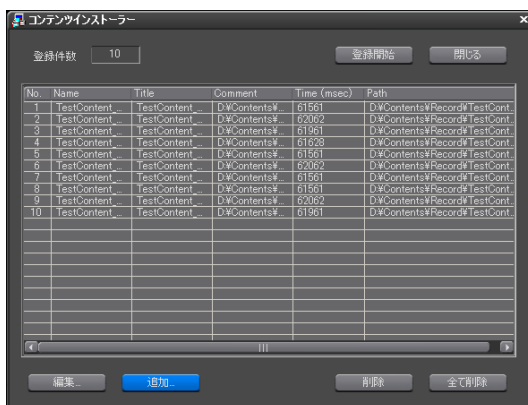 コンテンツインストーラー
登録件数 10 登録開始 閉じる
No. Name Title Comment Time (msec) Path
1 TestContent_... TestContent_... D:¥Contents¥... 61561 D:¥Contents¥Record¥TestCont...
2 TestContent_... TestContent_... D:¥Contents¥... 62062 D:¥Contents¥Record¥TestCont...
3 TestContent_... TestContent_... D:¥Contents¥... 61961 D:¥Contents¥Record¥TestCont...
4 TestContent_... TestContent_... D:¥Contents¥... 61628 D:¥Contents¥Record¥TestCont...
5 TestContent_... TestContent_... D:¥Contents¥... 61561 D:¥Contents¥Record¥TestCont...
6 TestContent_... TestContent_... D:¥Contents¥... 62062 D:¥Contents¥Record¥TestCont...
7 TestContent_... TestContent_... D:¥Contents¥... 61561 D:¥Contents¥Record¥TestCont...
8 TestContent_... TestContent_... D:¥Contents¥... 61561 D:¥Contents¥Record¥TestCont...
9 TestContent_... TestContent_... D:¥Contents¥... 62062 D:¥Contents¥Record¥TestCont...
10 TestContent_... TestContent_... D:¥Contents¥... 61961 D:¥Contents¥Record¥TestCont...
編集... 追加... 削除 全て削除